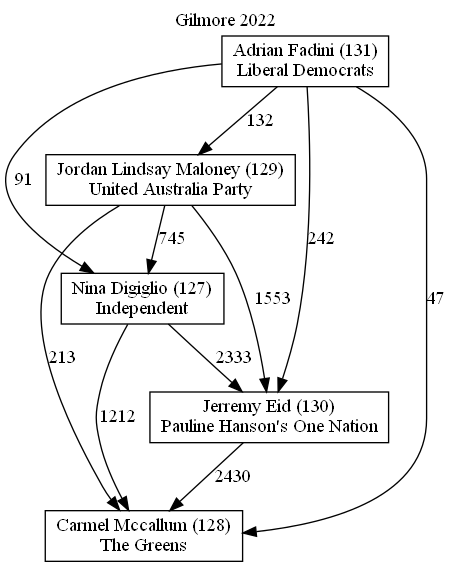 Gilmore 2022
Adrian Fadini (131)
Liberal Democrats
132
Jordan Lindsay Maloney (129)
United Australia Party
91
745
242
47
Nina Digiglio (127)
Independent
1553
213
1212
2333
Jerremy Eid (130)
Pauline Hanson's One Nation
2430
Carmel Mccallum (128)
The Greens